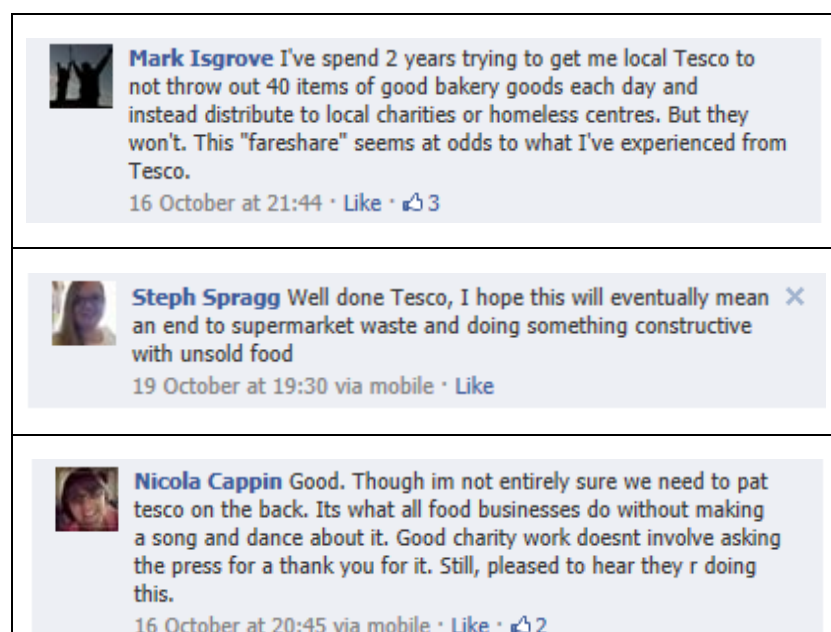 Mark Isgrove I've spend 2 years trying to get me local Tesco to
not throw out 40 items of good bakery goods each day and
instead distribute to local charities or homeless centres. But they
won't. This "fareshare" seems at odds to what I've experienced from
Tesco.
16 October at 21:44 · Like · 3
Steph Spragg Well done Tesco, I hope this will eventually mean
an end to supermarket waste and doing something constructive
with unsold food
19 October at 19:30 via mobile · Like
Nicola Cappin Good. Though im not entirely sure we need to pat
tesco on the back. Its what all food businesses do without making
a song and dance about it. Good charity work doesnt involve asking
the press for a thank you for it. Still, pleased to hear they r doing
this.
16 October at 20:45 via mobile · Like · 2